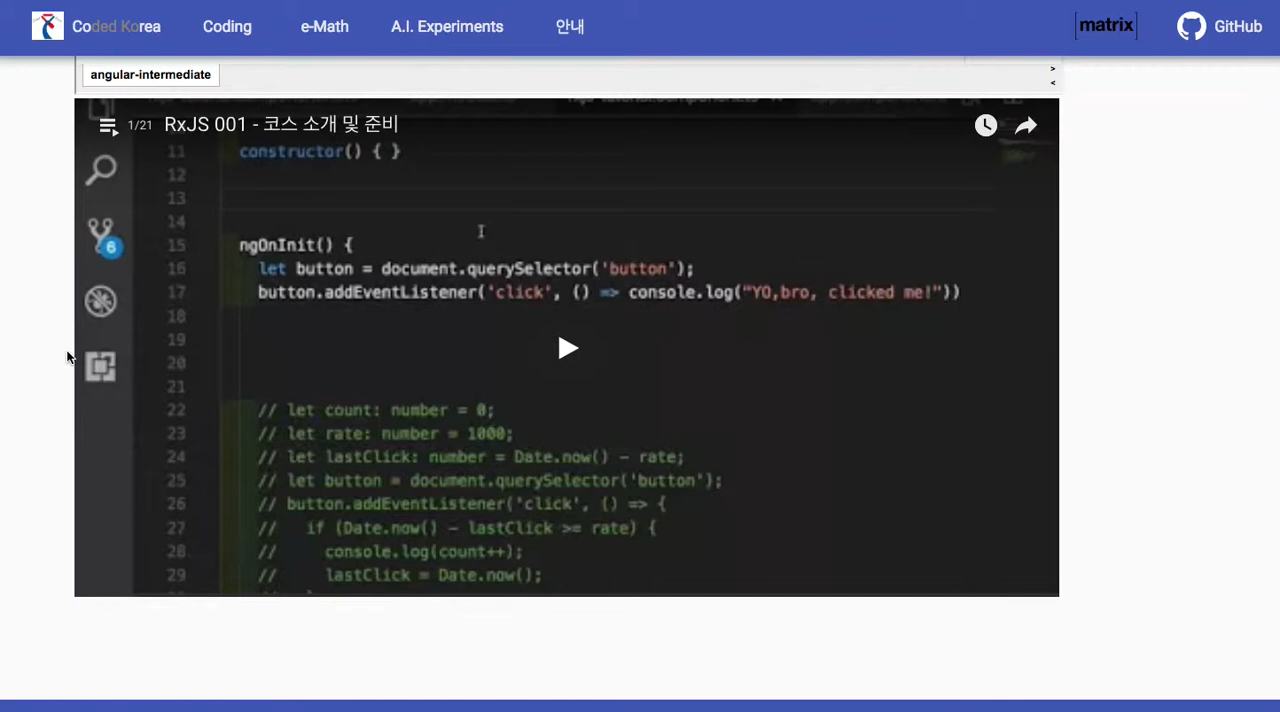 Coded Korea Coding e-Math A.I. Experiments 안내 matrix GitHub
angular-intermediate
>
<
1/21 RxJS 001 - 코스 소개 및 준비
11 constructor() { }
12
13
14
15 ngOnInit() {
16 let button = document.querySelector('button');
17 button.addEventListener('click', () => console.log("YO,bro, clicked me!"))
18
19
20
21
22 // let count: number = 0;
23 // let rate: number = 1000;
24 // let lastClick: number = Date.now() - rate;
25 // let button = document.querySelector('button');
26 // button.addEventListener('click', () => {
27 // if (Date.now() - lastClick >= rate) {
28 // console.log(count++);
29 // lastClick = Date.now();
6